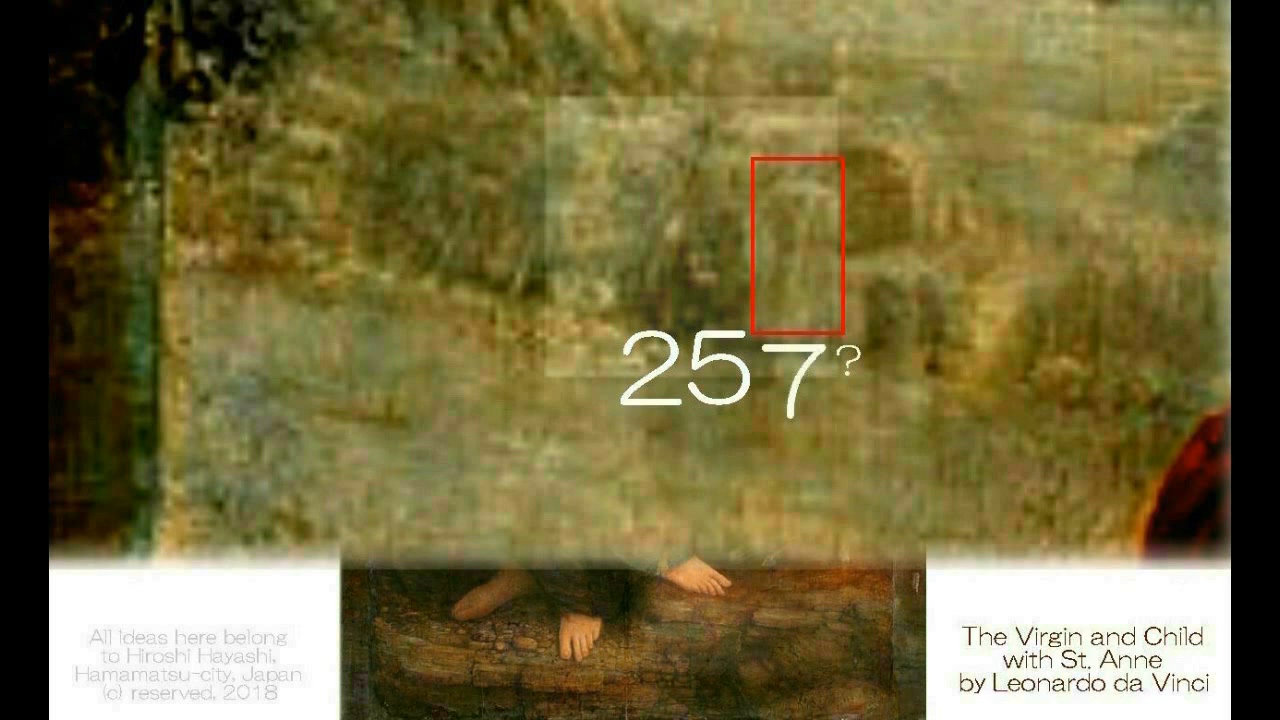 257?
All ideas here belong
to Hiroshi Hayashi,
Hamamatsu-city, Japan
(c) reserved, 2018
The Virgin and Child
with St. Anne
by Leonardo da Vinci